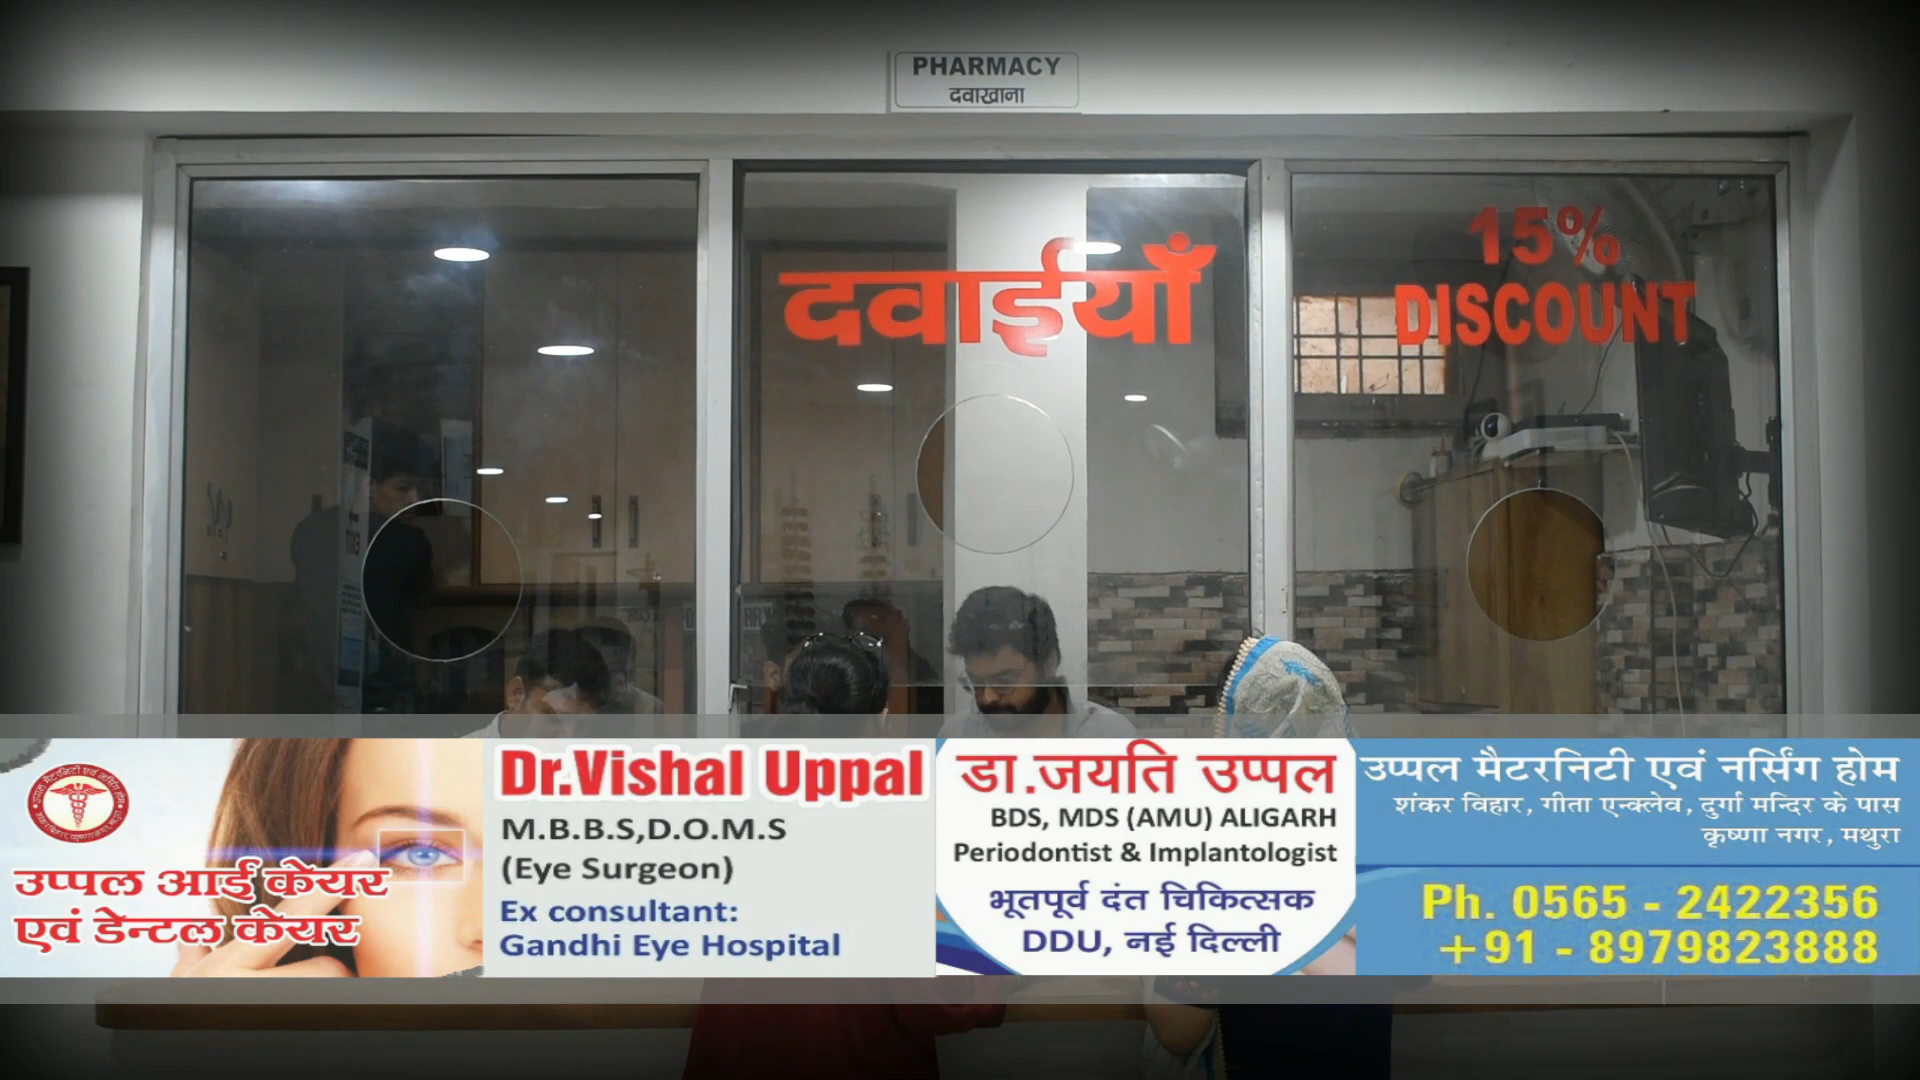 PHARMACY
दवाखाना
दवाईयाँ
15%
DISCOUNT
उप्पल आई केयर
एवं डेन्टल केयर
Dr.Vishal Uppal
M.B.B.S,D.O.M.S
(Eye Surgeon)
Ex consultant:
Gandhi Eye Hospital
डा.जयति उप्पल
BDS, MDS (AMU) ALIGARH
Periodontist & Implantologist
भूतपूर्व दंत चिकित्सक
DDU, नई दिल्ली
उप्पल मैटरनिटी एवं नर्सिंग होम
शंकर विहार, गीता एन्क्लेव, दुर्गा मन्दिर के पास
कृष्णा नगर, मथुरा
Ph. 0565 - 2422356
+91 - 8979823888